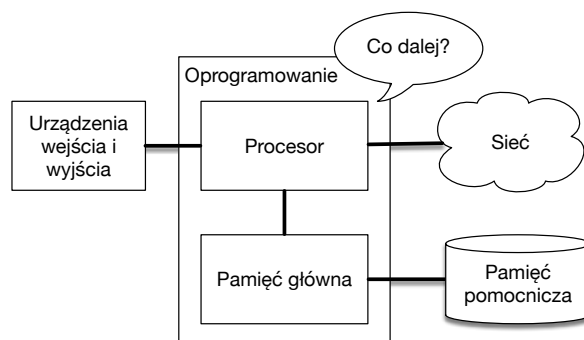 Co dalej?
Oprogramowanie
Urządzenia
wejścia i
wyjścia
Procesor
Sieć
Pamięć główna
Pamięć
pomocnicza